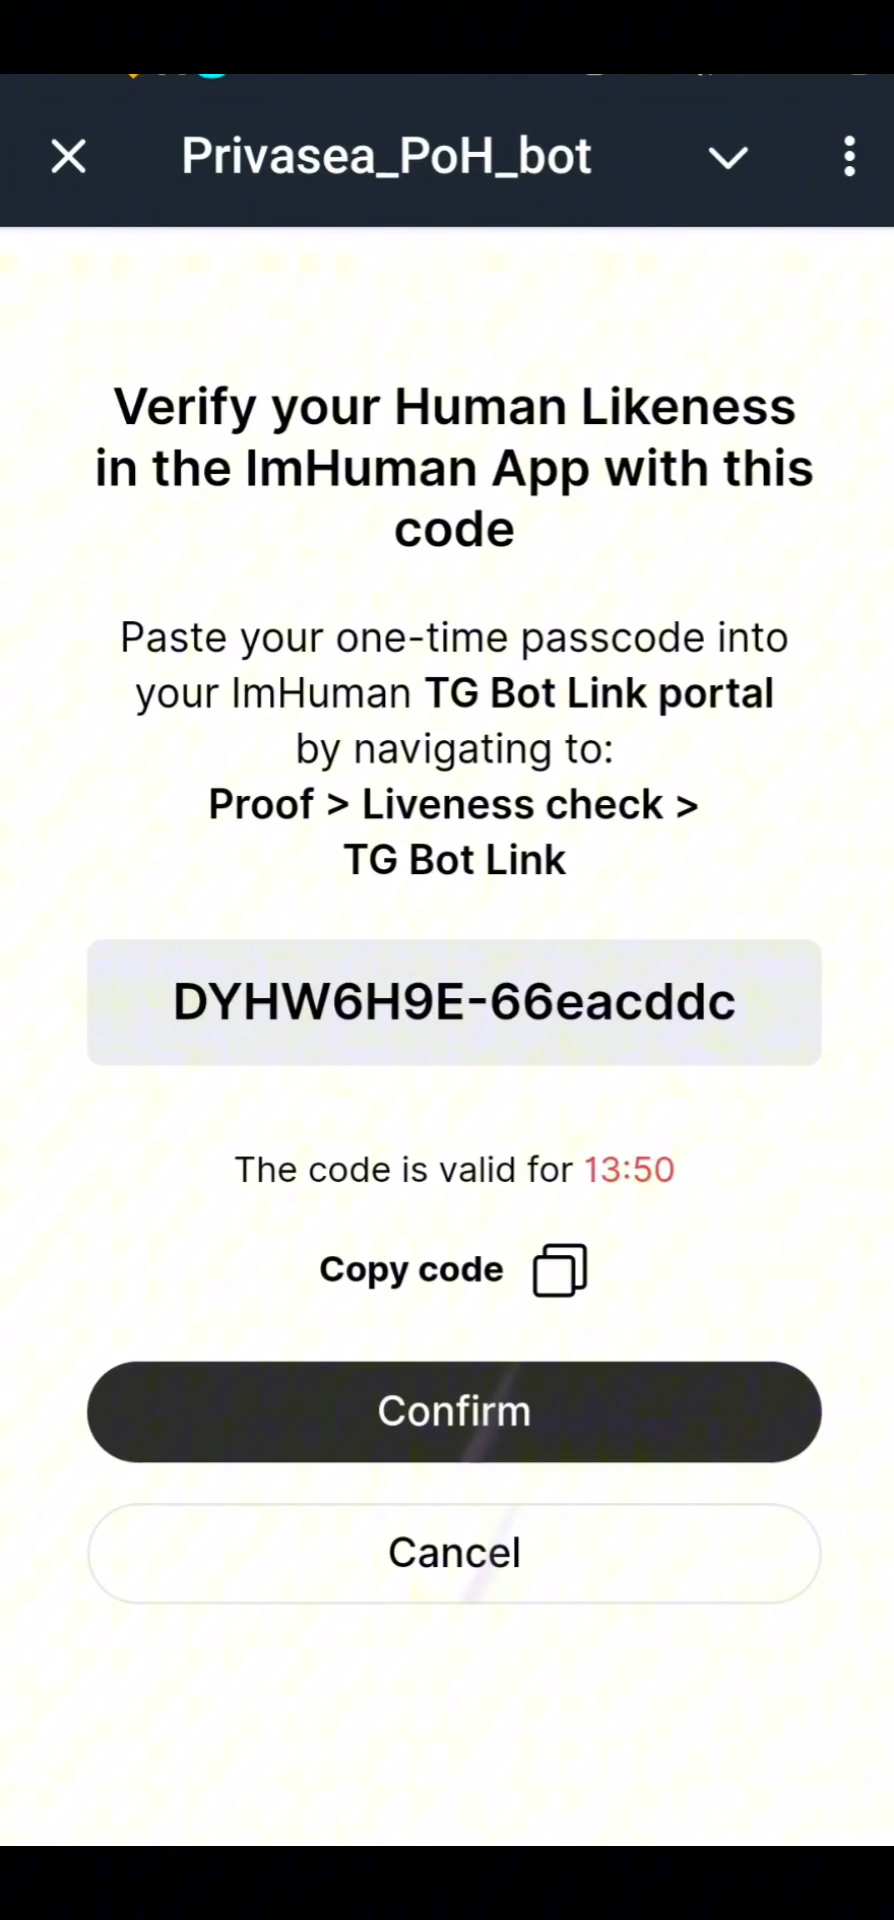 Privasea_PoH_bot
Verify your Human Likeness
in the ImHuman App with this
code
Paste your one-time passcode into
your ImHuman TG Bot Link portal
by navigating to:
Proof > Liveness check >
TG Bot Link
DYHW6H9E-66eacddc
The code is valid for 13:50
Copy code
Confirm
Cancel